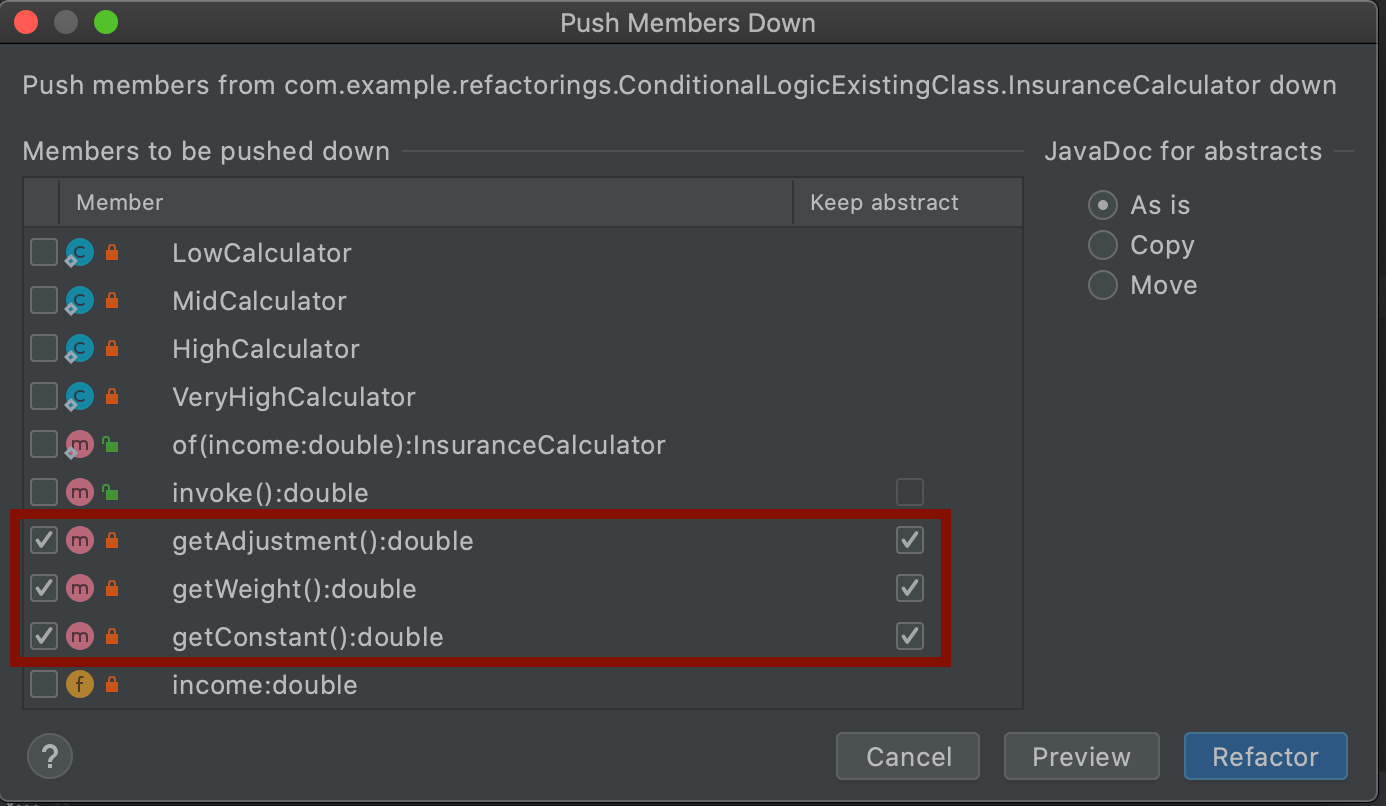 Push Members Down
Push members from com.example.refactorings.ConditionalLogicExistingClass.InsuranceCalculator down
Members to be pushed down
JavaDoc for abstracts
Member Keep abstract
As is
Copy
Move
C LowCalculator
C MidCalculator
C HighCalculator
C VeryHighCalculator
m of(income:double):InsuranceCalculator
m invoke():double
m getAdjustment():double
m getWeight():double
m getConstant():double
f income:double
? Cancel Preview Refactor